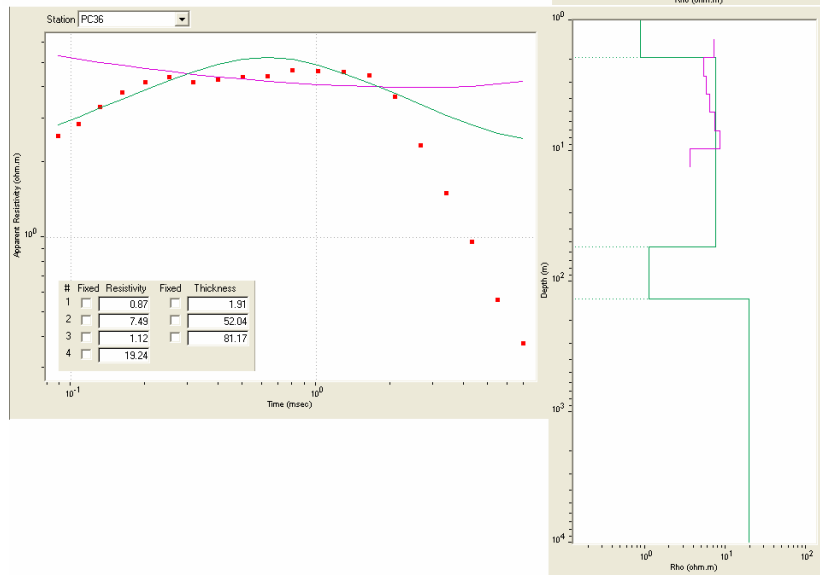 Rho (ohm.m)
Station PC36
Apparent Resistivity (ohm.m)
10^0
# Fixed Resistivity Fixed Thickness
1 0.87 1.91
2 7.49 52.04
3 1.12 81.17
4 19.24
10^-1 10^0
Time (msec)
10^0
10^1
10^2
10^3
10^4
Depth (m)
10^0 10^1 10^2
Rho (ohm.m)